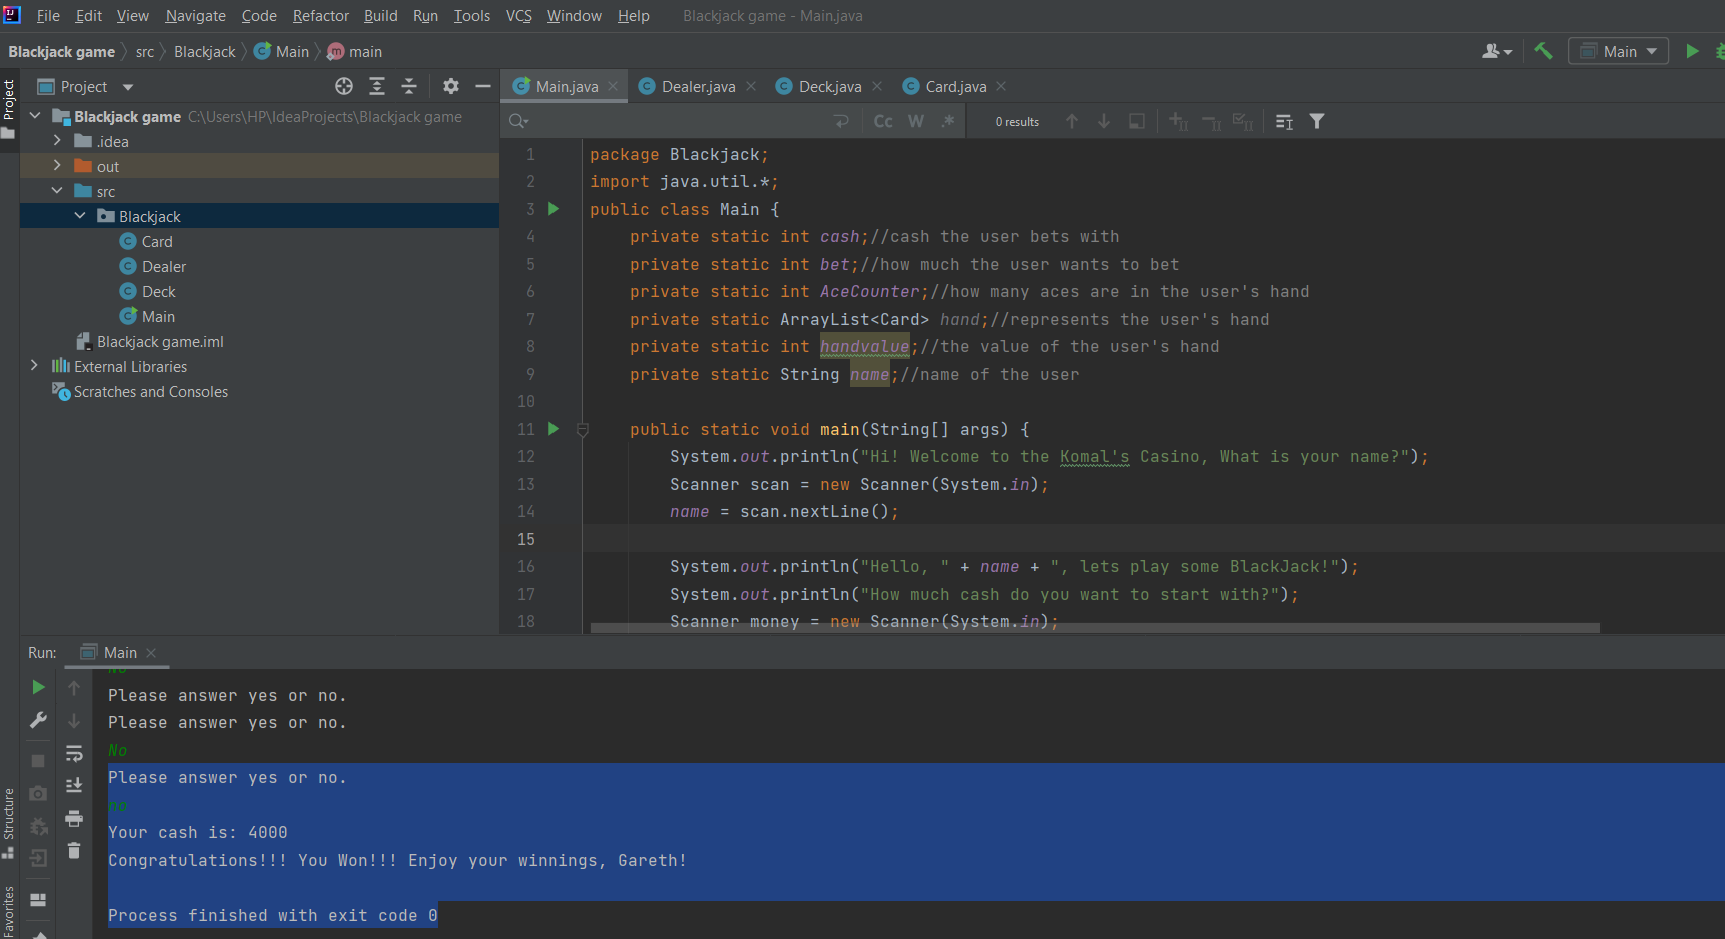 File Edit View Navigate Code Refactor Build Run Tools VCS Window Help Blackjack game - Main.java
Blackjack game src Blackjack Main main Main
Project
Project
Main.java Dealer.java Deck.java Card.java
Blackjack game C:\Users\HP\IdeaProjects\Blackjack game
.idea
out
src
Blackjack
Card
Dealer
Deck
Main
Blackjack game.iml
External Libraries
Scratches and Consoles
Cc W .* 0 results
1 package Blackjack;
2 import java.util.*;
3 public class Main {
4 private static int cash;//cash the user bets with
5 private static int bet;//how much the user wants to bet
6 private static int AceCounter;//how many aces are in the user's hand
7 private static ArrayList<Card> hand;//represents the user's hand
8 private static int handvalue;//the value of the user's hand
9 private static String name;//name of the user
10
11 public static void main(String[] args) {
12 System.out.println("Hi! Welcome to the Komal's Casino, What is your name?");
13 Scanner scan = new Scanner(System.in);
14 name = scan.nextLine();
15
16 System.out.println("Hello, " + name + ", lets play some BlackJack!");
17 System.out.println("How much cash do you want to start with?");
18 Scanner money = new Scanner(System.in);
Run: Main
No
Please answer yes or no.
Please answer yes or no.
No
Please answer yes or no.
no
Your cash is: 4000
Congratulations!!! You Won!!! Enjoy your winnings, Gareth!
Process finished with exit code 0
Structure
Favorites